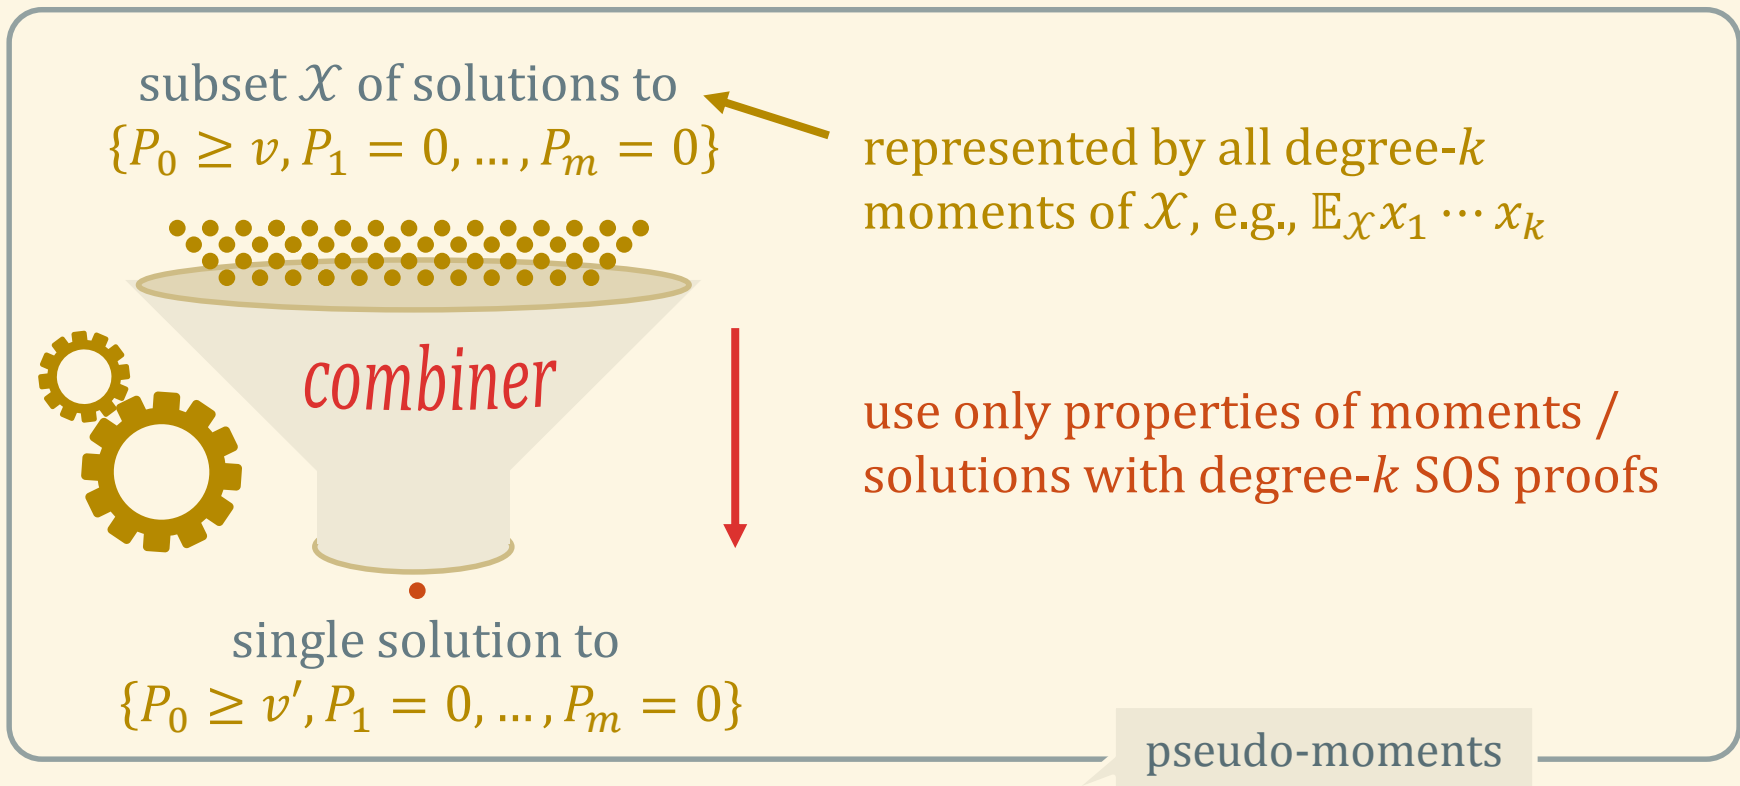 subset 𝒳 of solutions to
{P₀ ≥ v, P₁ = 0, … , Pₘ = 0}
represented by all degree-k
moments of 𝒳, e.g., 𝔼_𝒳 x₁ ⋯ xₖ
combiner
use only properties of moments /
solutions with degree-k SOS proofs
single solution to
{P₀ ≥ v′, P₁ = 0, … , Pₘ = 0}
pseudo-moments